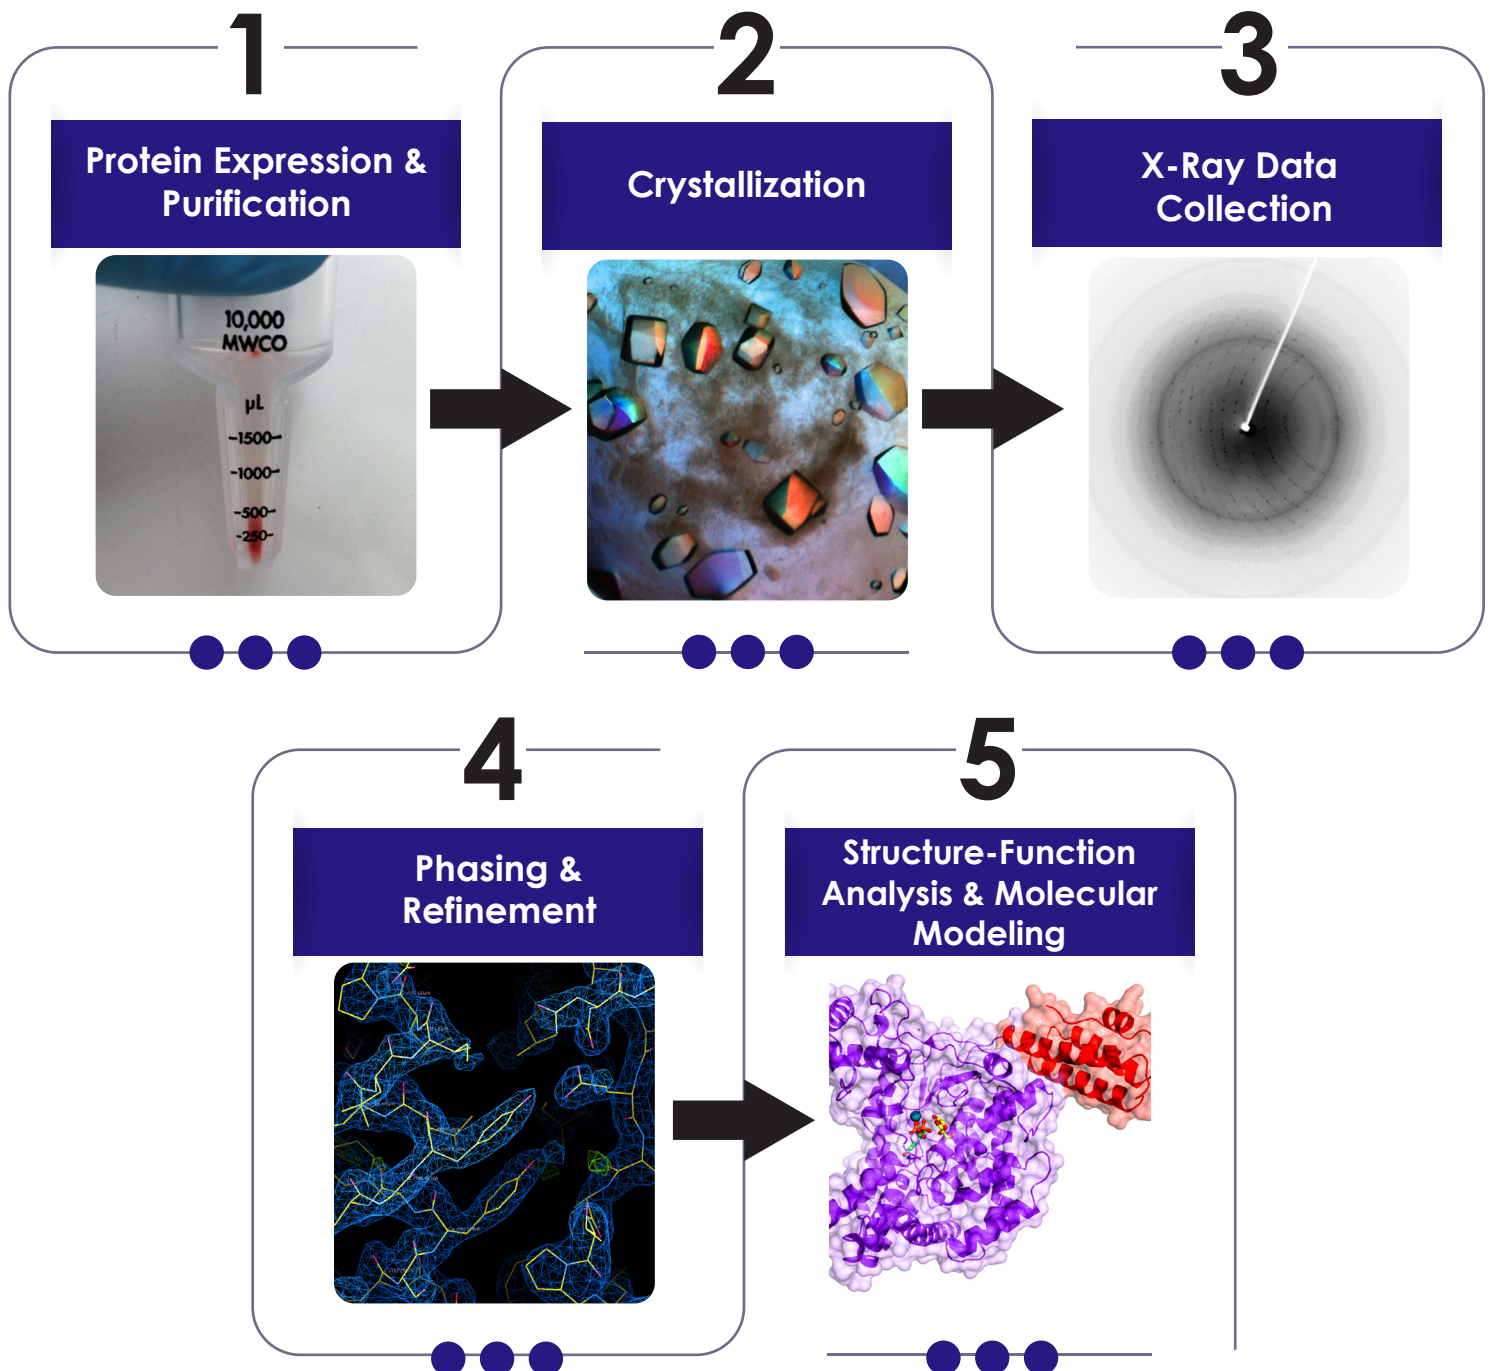 1
Protein Expression &
Purification
10,000
MWCO
µL
-1500-
-1000-
-500-
-250-
2
Crystallization
3
X-Ray Data
Collection
4
Phasing &
Refinement
5
Structure-Function
Analysis & Molecular
Modeling